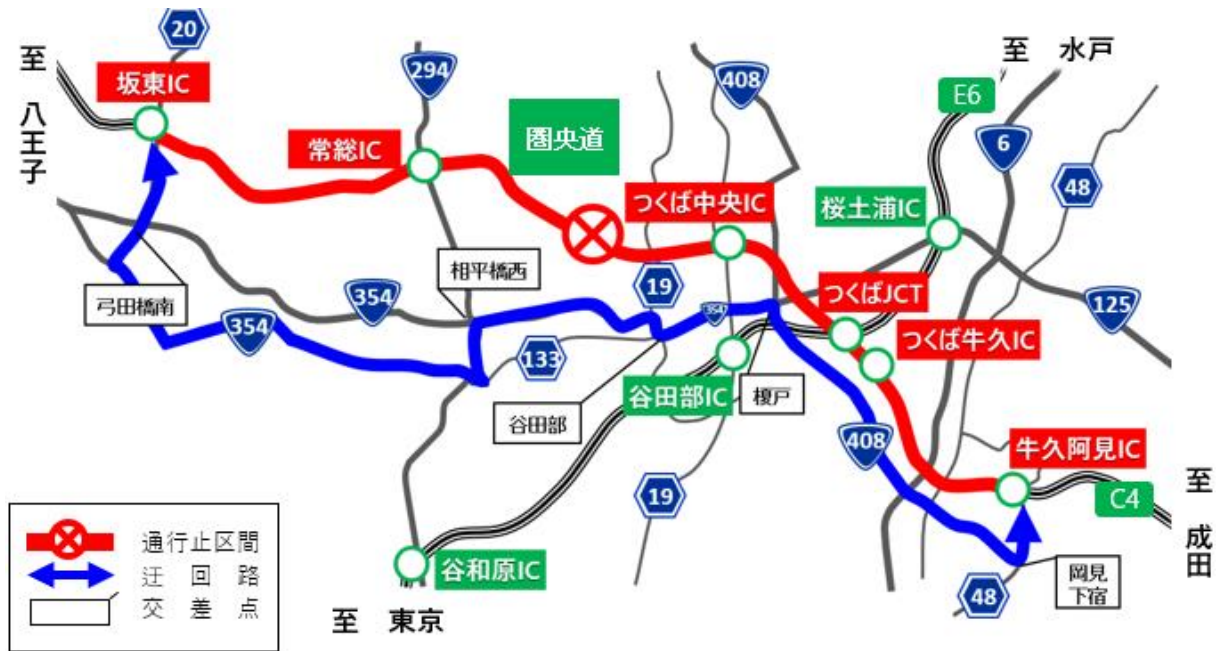 20
至 水戸
至 八王子
坂東IC
294
408
E6
常総IC
圏央道
6
48
つくば中央IC
桜土浦IC
相平橋西
19
弓田橋南
354
354
354
つくばJCT
125
つくば牛久IC
133
谷田部IC
榎戸
谷田部
408
牛久阿見IC
C4
至 成田
19
通行止区間
迂回路
交差点
谷和原IC
48
岡見
下宿
至 東京